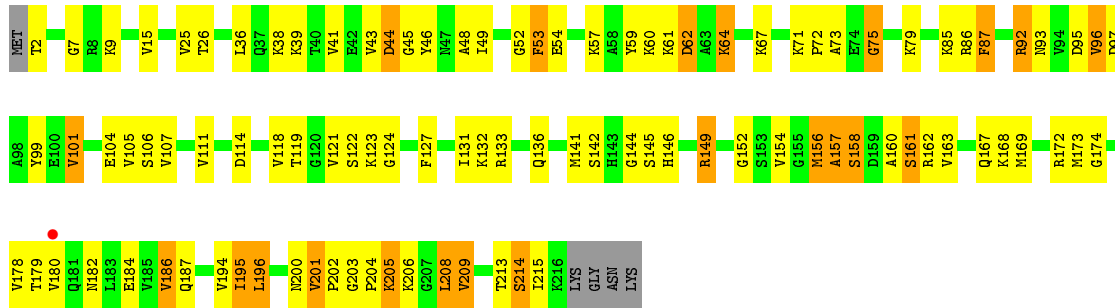 MET T2 G7 R8 K9 V15 V25 T26 L36 Q37 K38 K39 T40 V41 E42 V43 D44 G45 Y46 N47 A48 I49 G52 F53 E54 K57 A58 Y59 K60 K61 D62 A63 K64 K67 K71 P72 A73 E74 G75 K79 K85 R86 F87 R92 N93 V94 D95 V96 D97
A98 Y99 E100 V101 E104 V105 S106 V107 V111 D114 V118 T119 G120 V121 S122 K123 G124 F127 I131 K132 R133 Q136 M141 S142 H143 G144 S145 H146 R149 G152 S153 V154 G155 M156 A157 S158 D159 A160 S161 R162 V163 Q167 K168 M169 R172 M173 G174
V178 T179 V180 Q181 N182 L183 E184 V185 V186 Q187 V194 I195 L196 N200 V201 P202 G203 P204 K205 K206 G207 L208 V209 T213 S214 I215 K216 LYS GLY ASN LYS